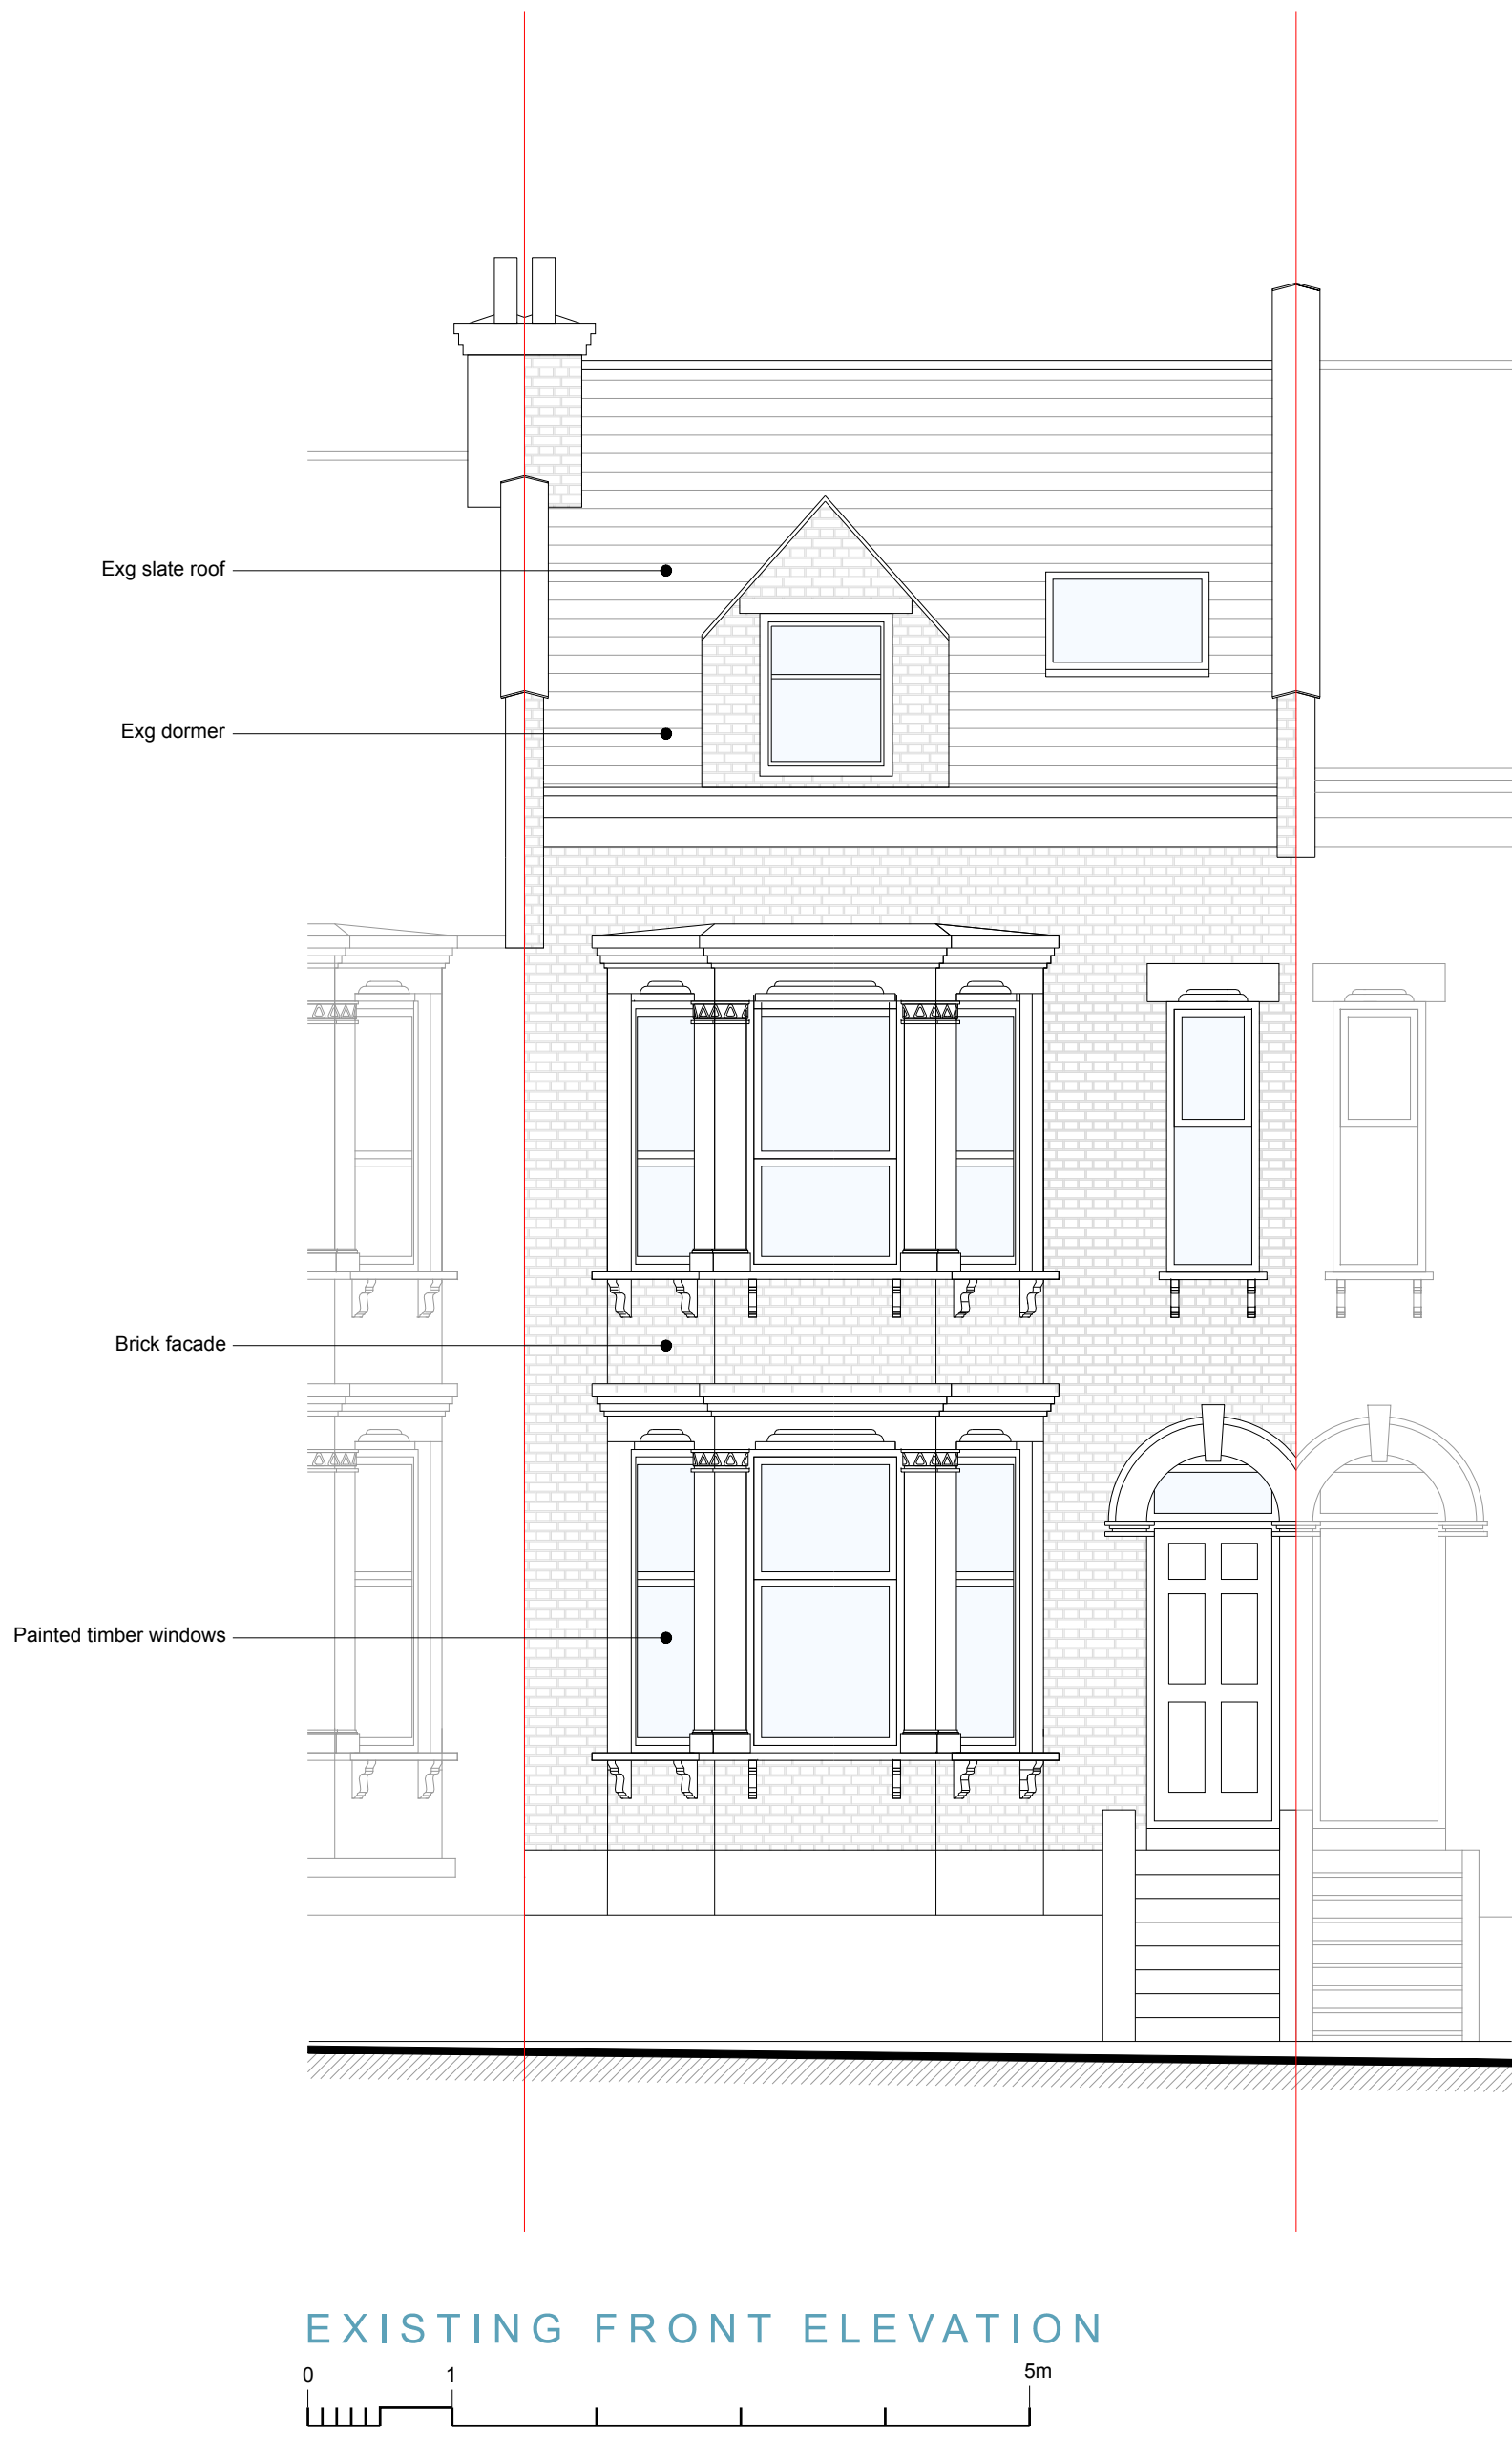 Exg slate roof
Exg dormer
Brick facade
Painted timber windows
EXISTING FRONT ELEVATION
0 1 5m